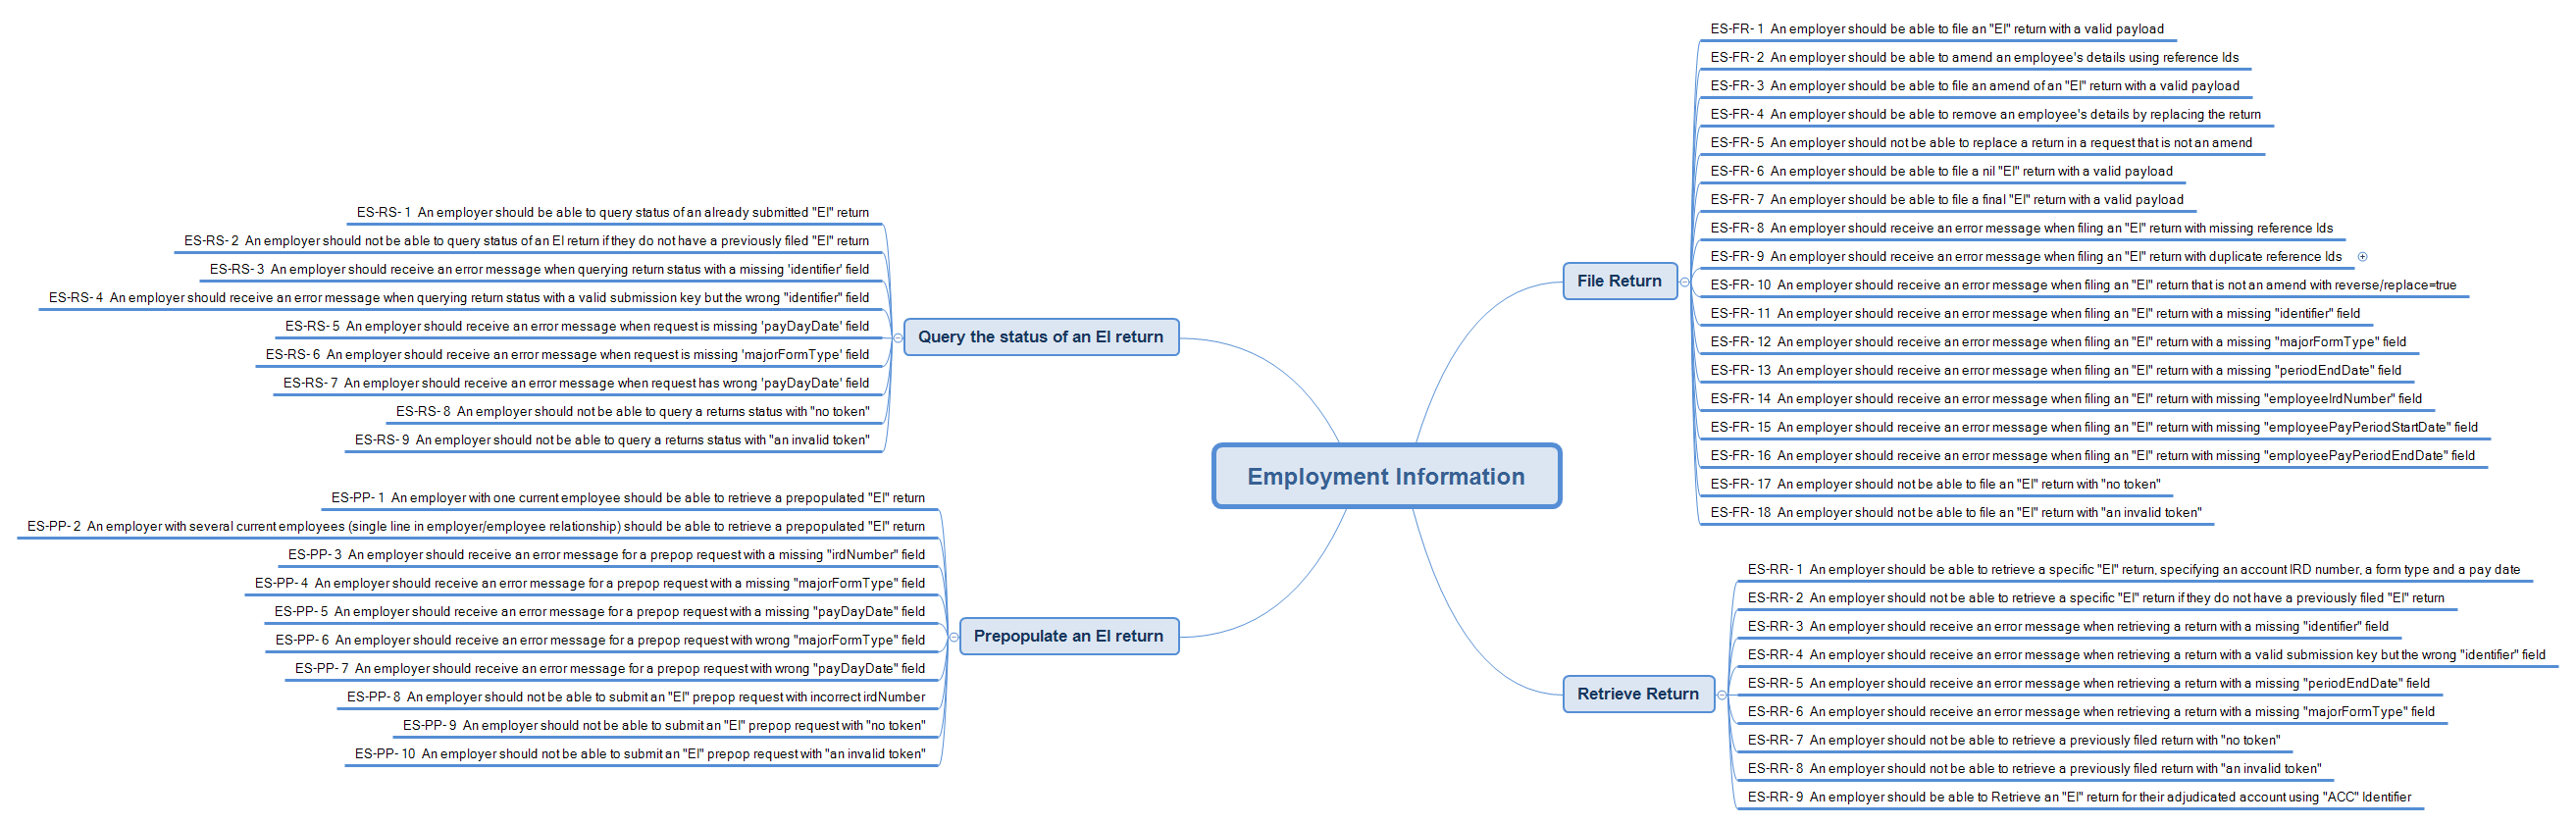 Employment Information
File Return
ES-FR- 1 An employer should be able to file an "EI" return with a valid payload
ES-FR- 2 An employer should be able to amend an employee's details using reference Ids
ES-FR- 3 An employer should be able to file an amend of an "EI" return with a valid payload
ES-FR- 4 An employer should be able to remove an employee's details by replacing the return
ES-FR- 5 An employer should not be able to replace a return in a request that is not an amend
ES-FR- 6 An employer should be able to file a nil "EI" return with a valid payload
ES-FR- 7 An employer should be able to file a final "EI" return with a valid payload
ES-FR- 8 An employer should receive an error message when filing an "EI" return with missing reference Ids
ES-FR- 9 An employer should receive an error message when filing an "EI" return with duplicate reference Ids
ES-FR- 10 An employer should receive an error message when filing an "EI" return that is not an amend with reverse/replace=true
ES-FR- 11 An employer should receive an error message when filing an "EI" return with a missing "identifier" field
ES-FR- 12 An employer should receive an error message when filing an "EI" return with a missing "majorFormType" field
ES-FR- 13 An employer should receive an error message when filing an "EI" return with a missing "periodEndDate" field
ES-FR- 14 An employer should receive an error message when filing an "EI" return with missing "employeeIrdNumber" field
ES-FR- 15 An employer should receive an error message when filing an "EI" return with missing "employeePayPeriodStartDate" field
ES-FR- 16 An employer should receive an error message when filing an "EI" return with missing "employeePayPeriodEndDate" field
ES-FR- 17 An employer should not be able to file an "EI" return with "no token"
ES-FR- 18 An employer should not be able to file an "EI" return with "an invalid token"
Retrieve Return
ES-RR- 1 An employer should be able to retrieve a specific "EI" return, specifying an account IRD number, a form type and a pay date
ES-RR- 2 An employer should not be able to retrieve a specific "EI" return if they do not have a previously filed "EI" return
ES-RR- 3 An employer should receive an error message when retrieving a return with a missing "identifier" field
ES-RR- 4 An employer should receive an error message when retrieving a return with a valid submission key but the wrong "identifier" field
ES-RR- 5 An employer should receive an error message when retrieving a return with a missing "periodEndDate" field
ES-RR- 6 An employer should receive an error message when retrieving a return with a missing "majorFormType" field
ES-RR- 7 An employer should not be able to retrieve a previously filed return with "no token"
ES-RR- 8 An employer should not be able to retrieve a previously filed return with "an invalid token"
ES-RR- 9 An employer should be able to Retrieve an "EI" return for their adjudicated account using "ACC" Identifier
Query the status of an EI return
ES-RS- 1 An employer should be able to query status of an already submitted "EI" return
ES-RS- 2 An employer should not be able to query status of an EI return if they do not have a previously filed "EI" return
ES-RS- 3 An employer should receive an error message when querying return status with a missing 'identifier' field
ES-RS- 4 An employer should receive an error message when querying return status with a valid submission key but the wrong "identifier" field
ES-RS- 5 An employer should receive an error message when request is missing 'payDayDate' field
ES-RS- 6 An employer should receive an error message when request is missing 'majorFormType' field
ES-RS- 7 An employer should receive an error message when request has wrong 'payDayDate' field
ES-RS- 8 An employer should not be able to query a returns status with "no token"
ES-RS- 9 An employer should not be able to query a returns status with "an invalid token"
Prepopulate an EI return
ES-PP- 1 An employer with one current employee should be able to retrieve a prepopulated "EI" return
ES-PP- 2 An employer with several current employees (single line in employer/employee relationship) should be able to retrieve a prepopulated "EI" return
ES-PP- 3 An employer should receive an error message for a prepop request with a missing "irdNumber" field
ES-PP- 4 An employer should receive an error message for a prepop request with a missing "majorFormType" field
ES-PP- 5 An employer should receive an error message for a prepop request with a missing "payDayDate" field
ES-PP- 6 An employer should receive an error message for a prepop request with wrong "majorFormType" field
ES-PP- 7 An employer should receive an error message for a prepop request with wrong "payDayDate" field
ES-PP- 8 An employer should not be able to submit an "EI" prepop request with incorrect irdNumber
ES-PP- 9 An employer should not be able to submit an "EI" prepop request with "no token"
ES-PP- 10 An employer should not be able to submit an "EI" prepop request with "an invalid token"